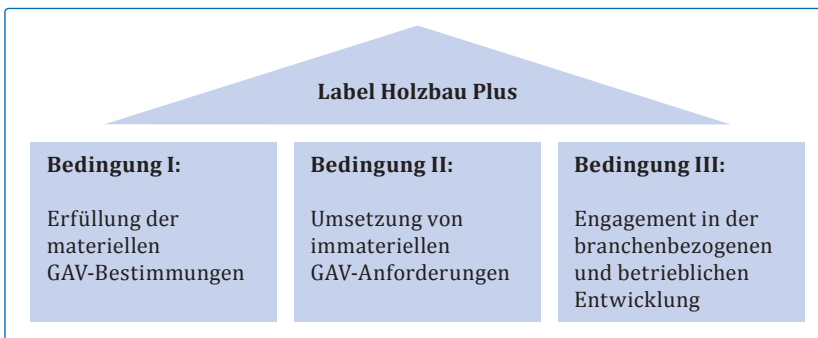 Label Holzbau Plus
Bedingung I:
Erfüllung der
materiellen
GAV-Bestimmungen
Bedingung II:
Umsetzung von
immateriellen
GAV-Anforderungen
Bedingung III:
Engagement in der
branchenbezogenen
und betrieblichen
Entwicklung